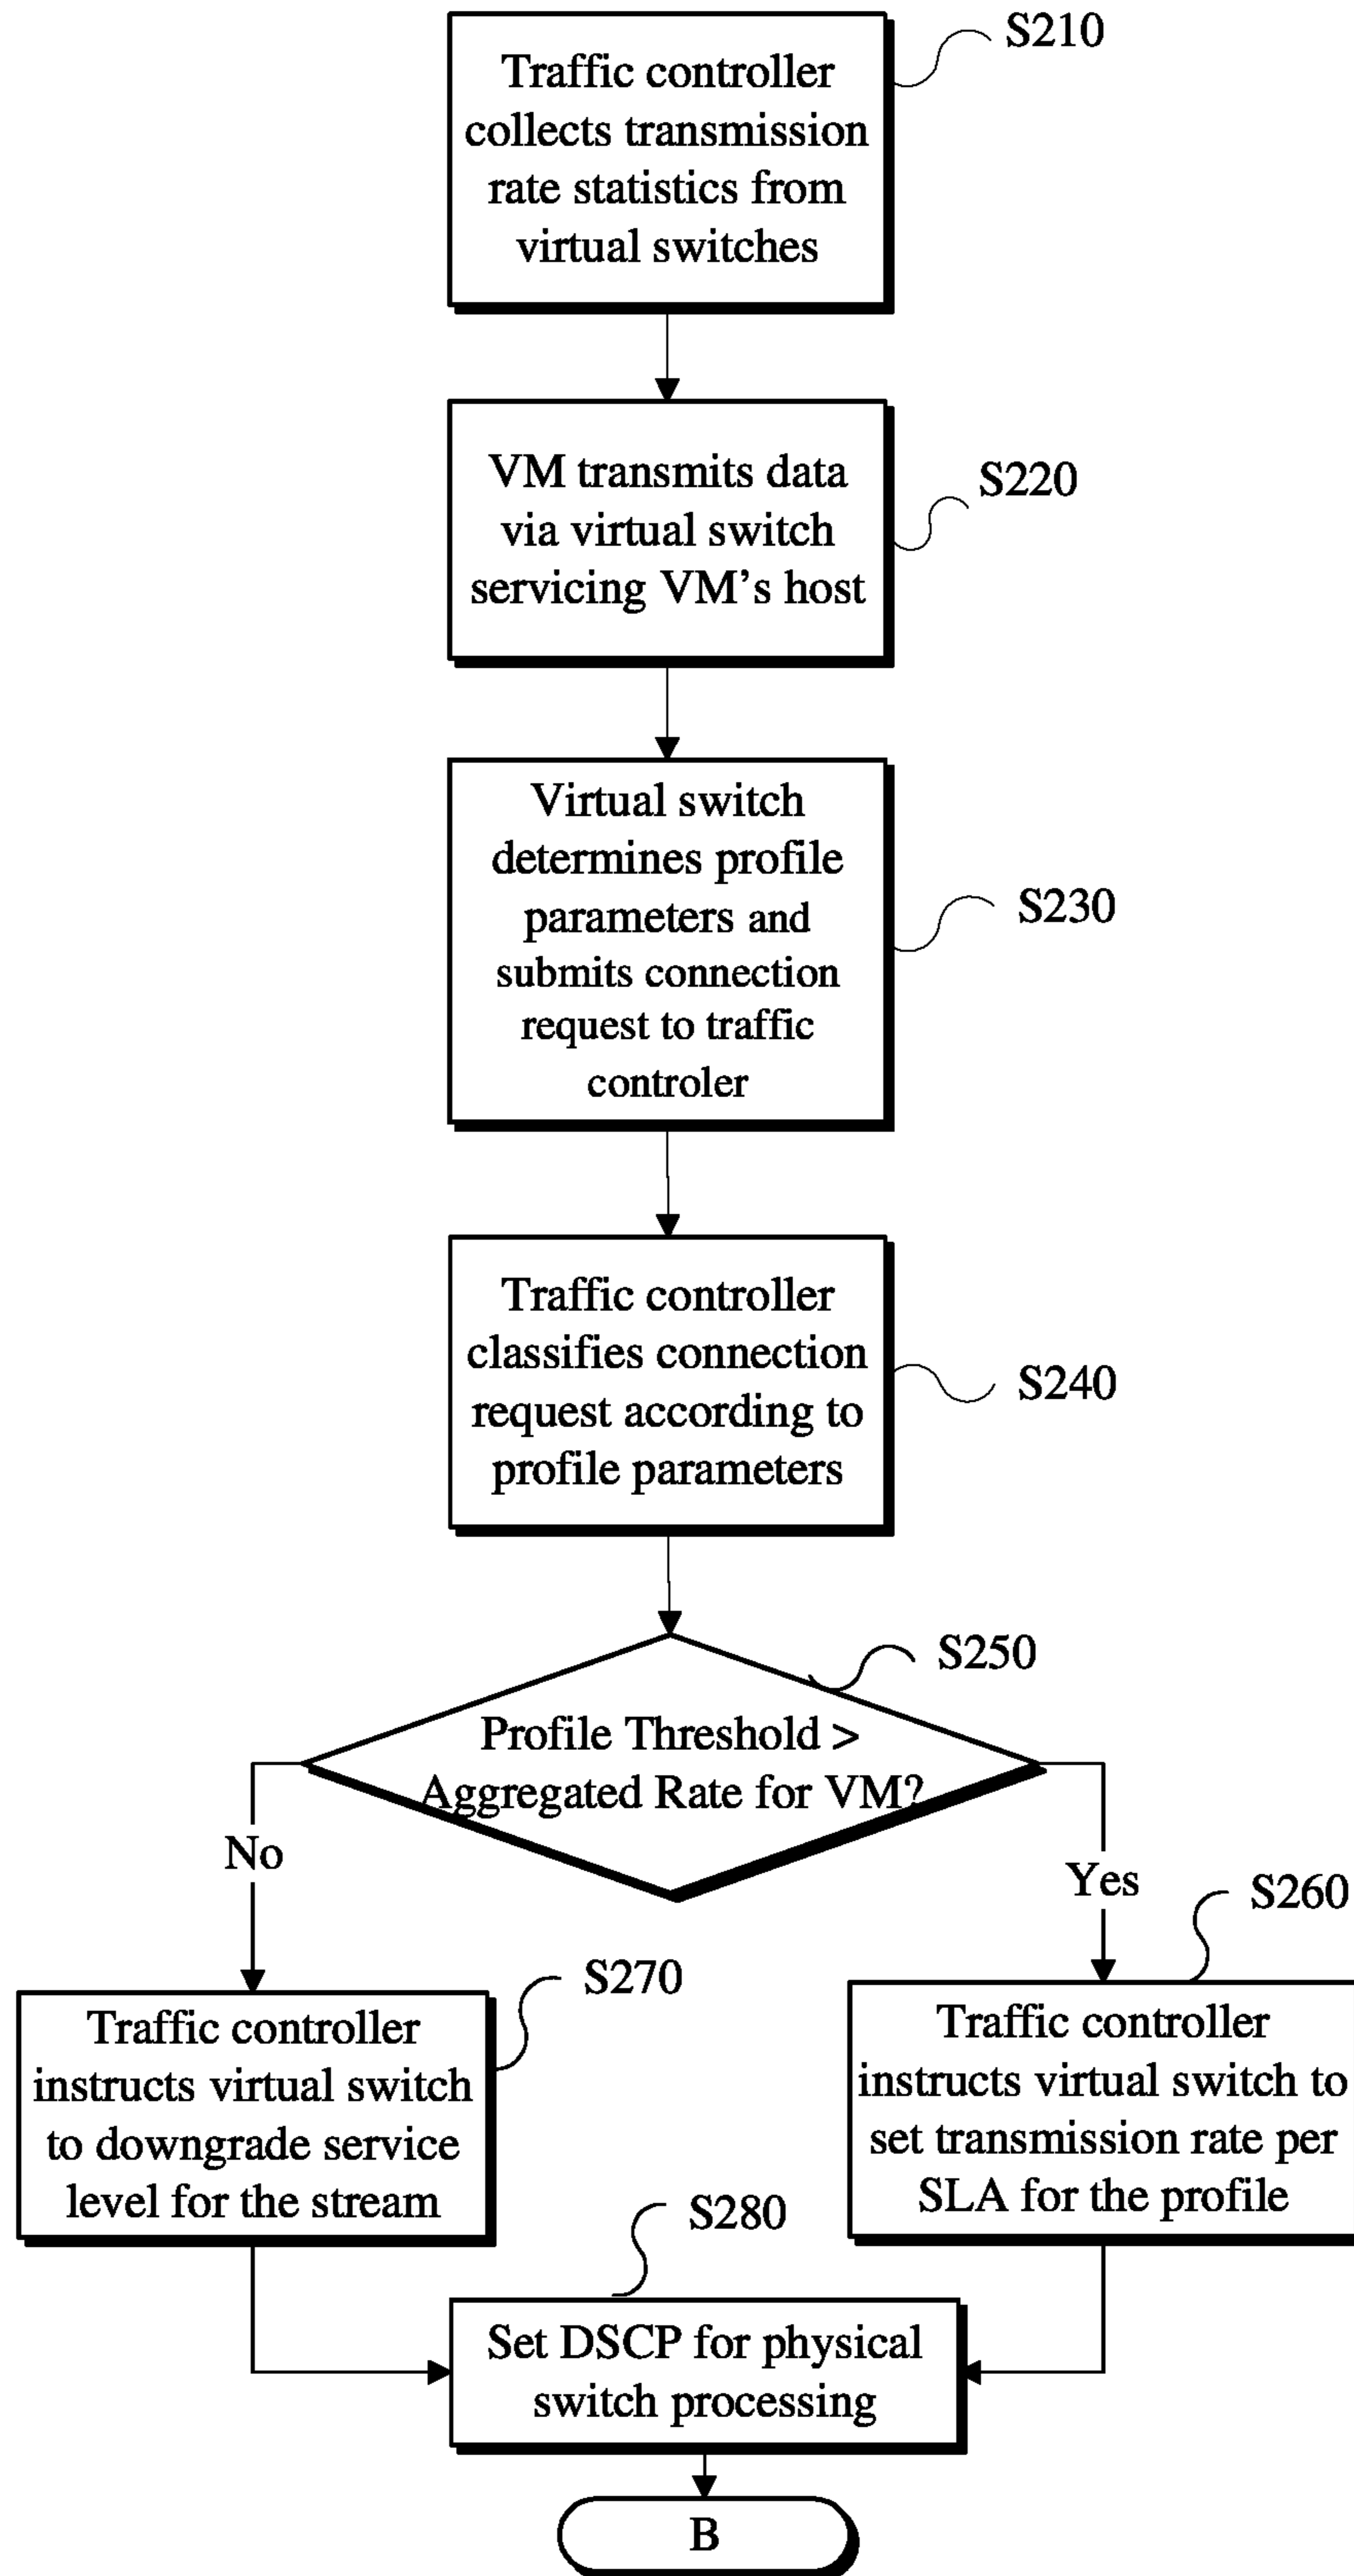 S210
Traffic controller
collects transmission
rate statistics from
virtual switches
VM transmits data
via virtual switch
servicing VM's host
S220
Virtual switch
determines profile
parameters and
submits connection
request to traffic
controler
S230
Traffic controller
classifies connection
request according to
profile parameters
S240
S250
Profile Threshold >
Aggregated Rate for VM?
No
Yes
S260
S270
Traffic controller
instructs virtual switch
to downgrade service
level for the stream
Traffic controller
instructs virtual switch to
set transmission rate per
SLA for the profile
S280
Set DSCP for physical
switch processing
B